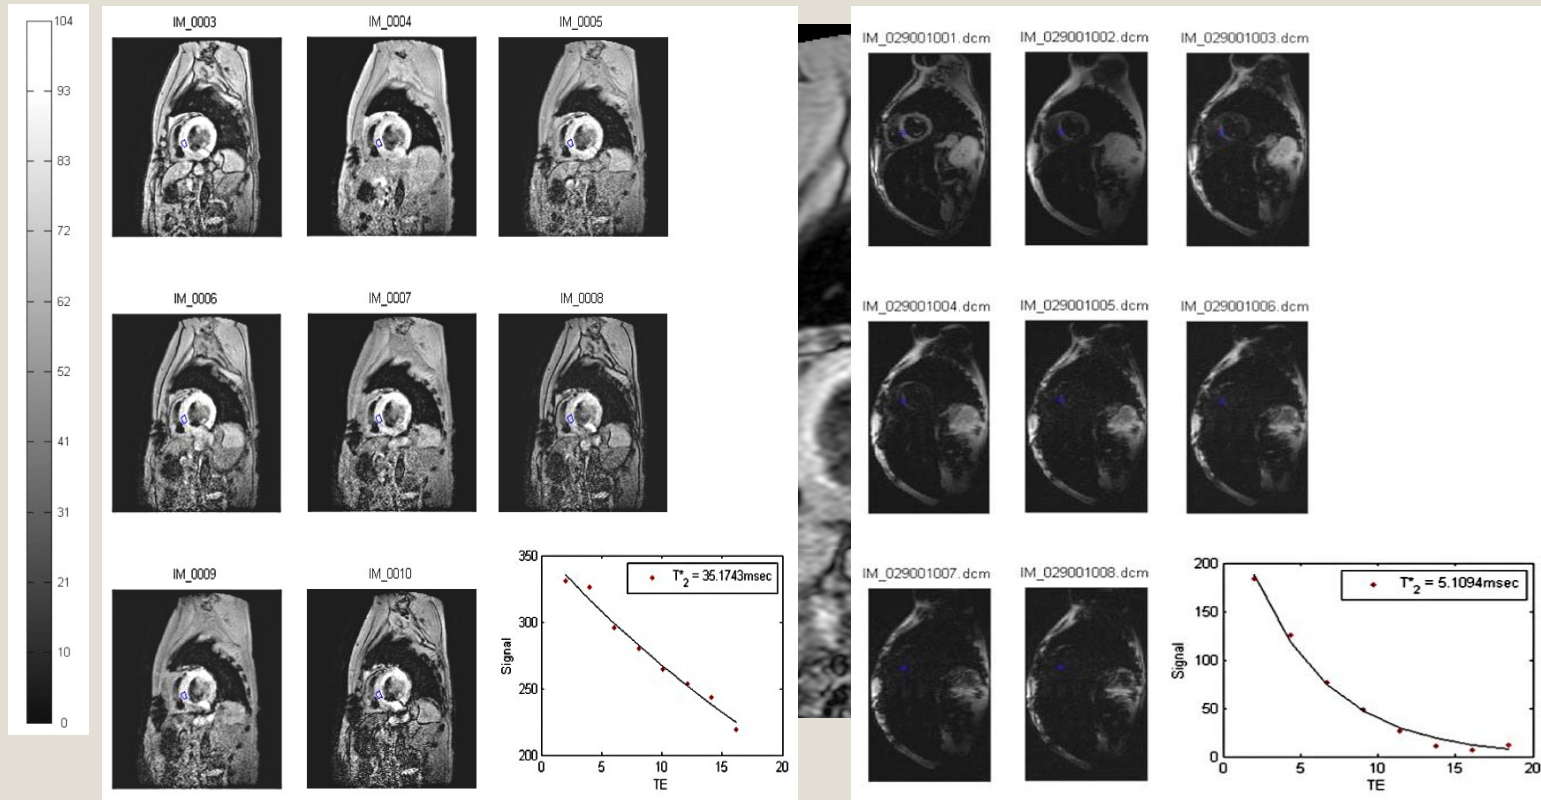 104
93
83
72
62
52
41
31
21
10
0
IM_0003
IM_0004
IM_0005
IM_0006
IM_0007
IM_0008
IM_0009
IM_0010
350
300
250
200
Signal
T*2 = 35.1743msec
0 5 10 15 20
TE
IM_029001001.dcm
IM_029001002.dcm
IM_029001003.dcm
IM_029001004.dcm
IM_029001005.dcm
IM_029001006.dcm
IM_029001007.dcm
IM_029001008.dcm
200
150
100
50
0
Signal
T*2 = 5.1094msec
0 5 10 15 20
TE